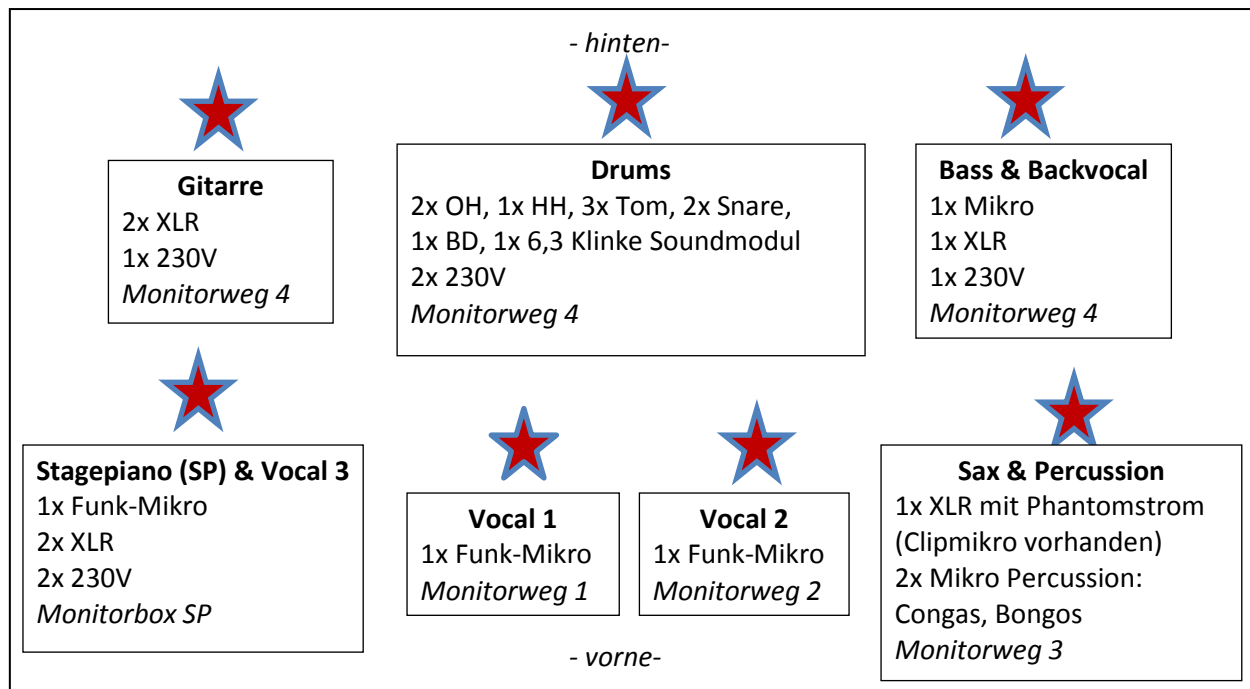 - hinten-
Gitarre
2x XLR
1x 230V
Monitorweg 4
Drums
2x OH, 1x HH, 3x Tom, 2x Snare,
1x BD, 1x 6,3 Klinke Soundmodul
2x 230V
Monitorweg 4
Bass & Backvocal
1x Mikro
1x XLR
1x 230V
Monitorweg 4
Stagepiano (SP) & Vocal 3
1x Funk-Mikro
2x XLR
2x 230V
Monitorbox SP
Vocal 1
1x Funk-Mikro
Monitorweg 1
Vocal 2
1x Funk-Mikro
Monitorweg 2
Sax & Percussion
1x XLR mit Phantomstrom
(Clipmikro vorhanden)
2x Mikro Percussion:
Congas, Bongos
Monitorweg 3
- vorne-